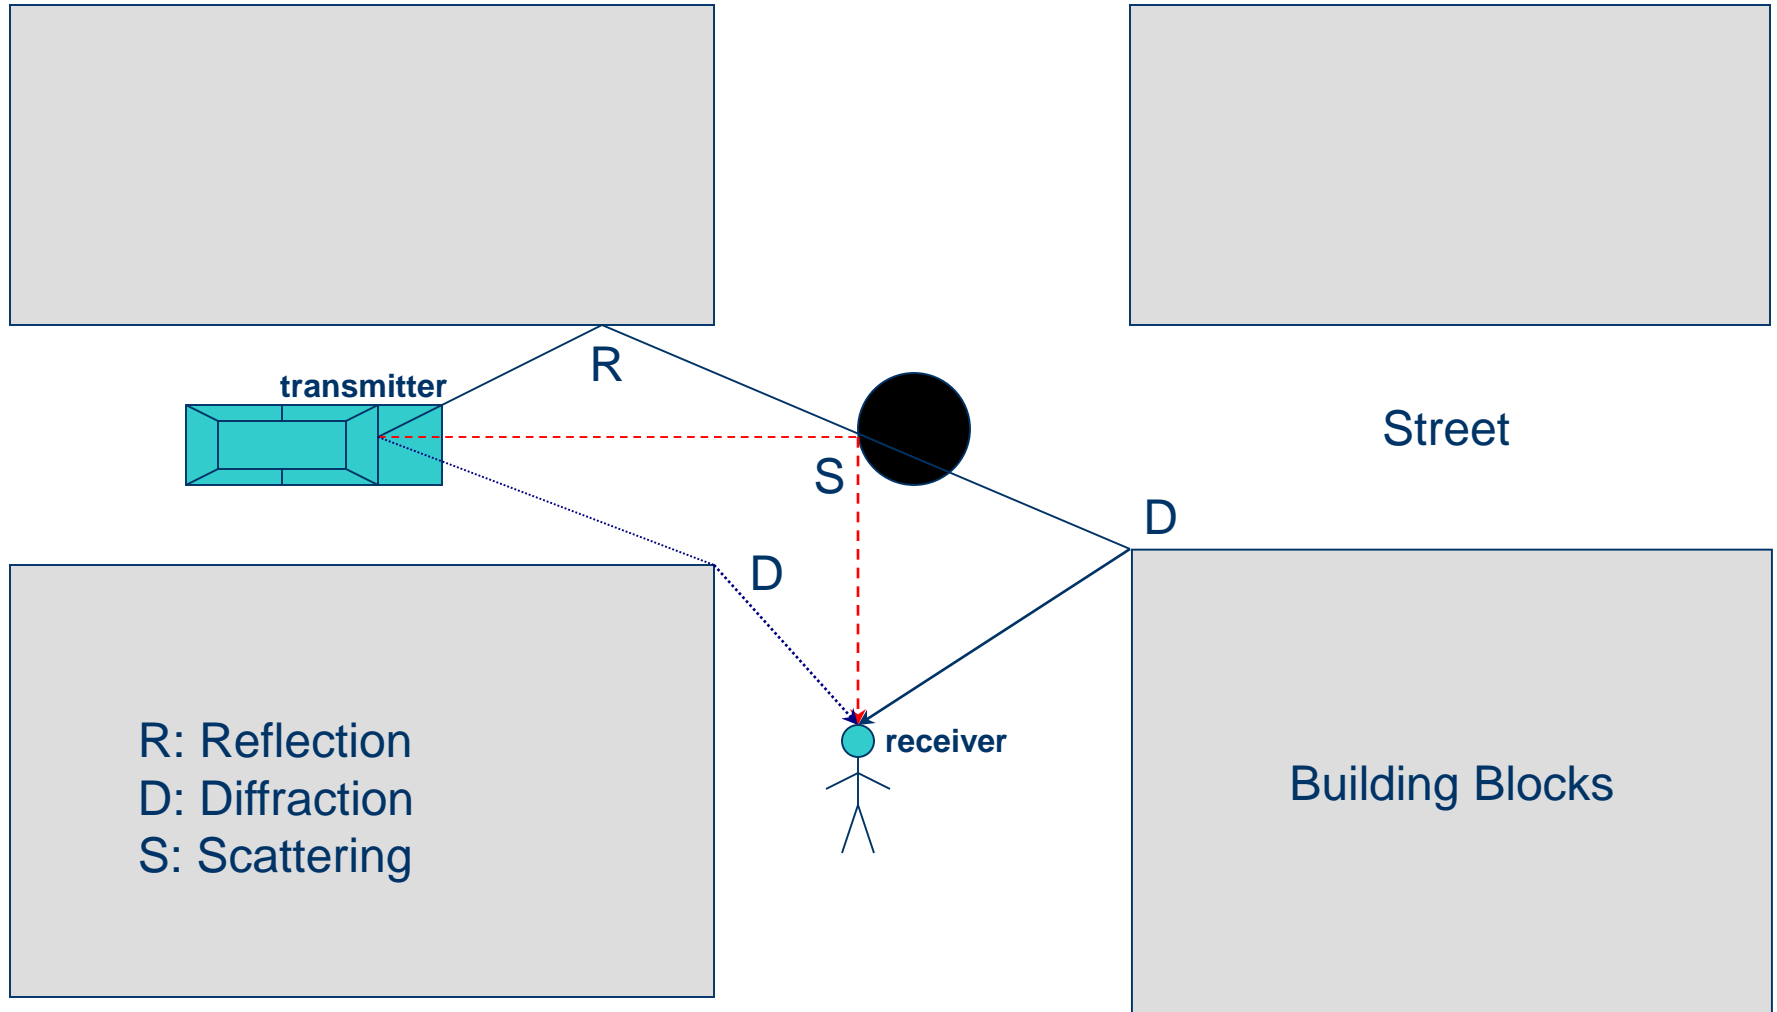 R
transmitter
Street
S
D
D
R: Reflection
D: Diffraction
S: Scattering
receiver
Building Blocks